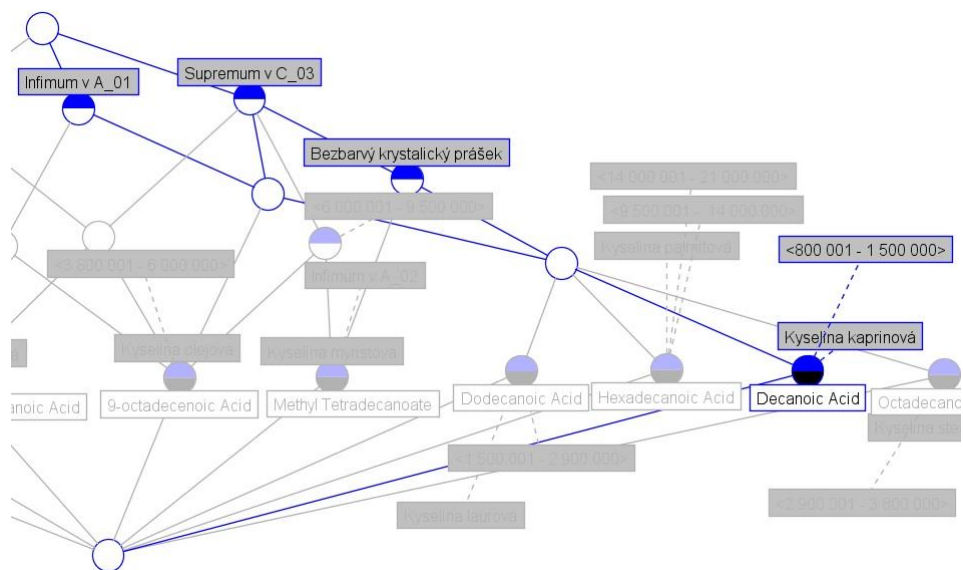 Supremum v C_03
Infimum v A_01
Bezbarvý krystalický prášek
<14 000 001 - 21 000 000>
<6 000 001 - 9 500 000>
<9 500 001 - 14 000 000>
Kyselina palmitová
<800 001 - 1 500 000>
<3 800 001 - 6 000 000>
Infimum v A_02
Kyselina kaprinová
Kyselina olejová
Kyselina myristová
9-octadecenoic Acid
Methyl Tetradecanoate
Dodecanoic Acid
Hexadecanoic Acid
Decanoic Acid
<1 500 001 - 2 900 000>
<2 900 001 - 3 800 000>
Kyselina laurová